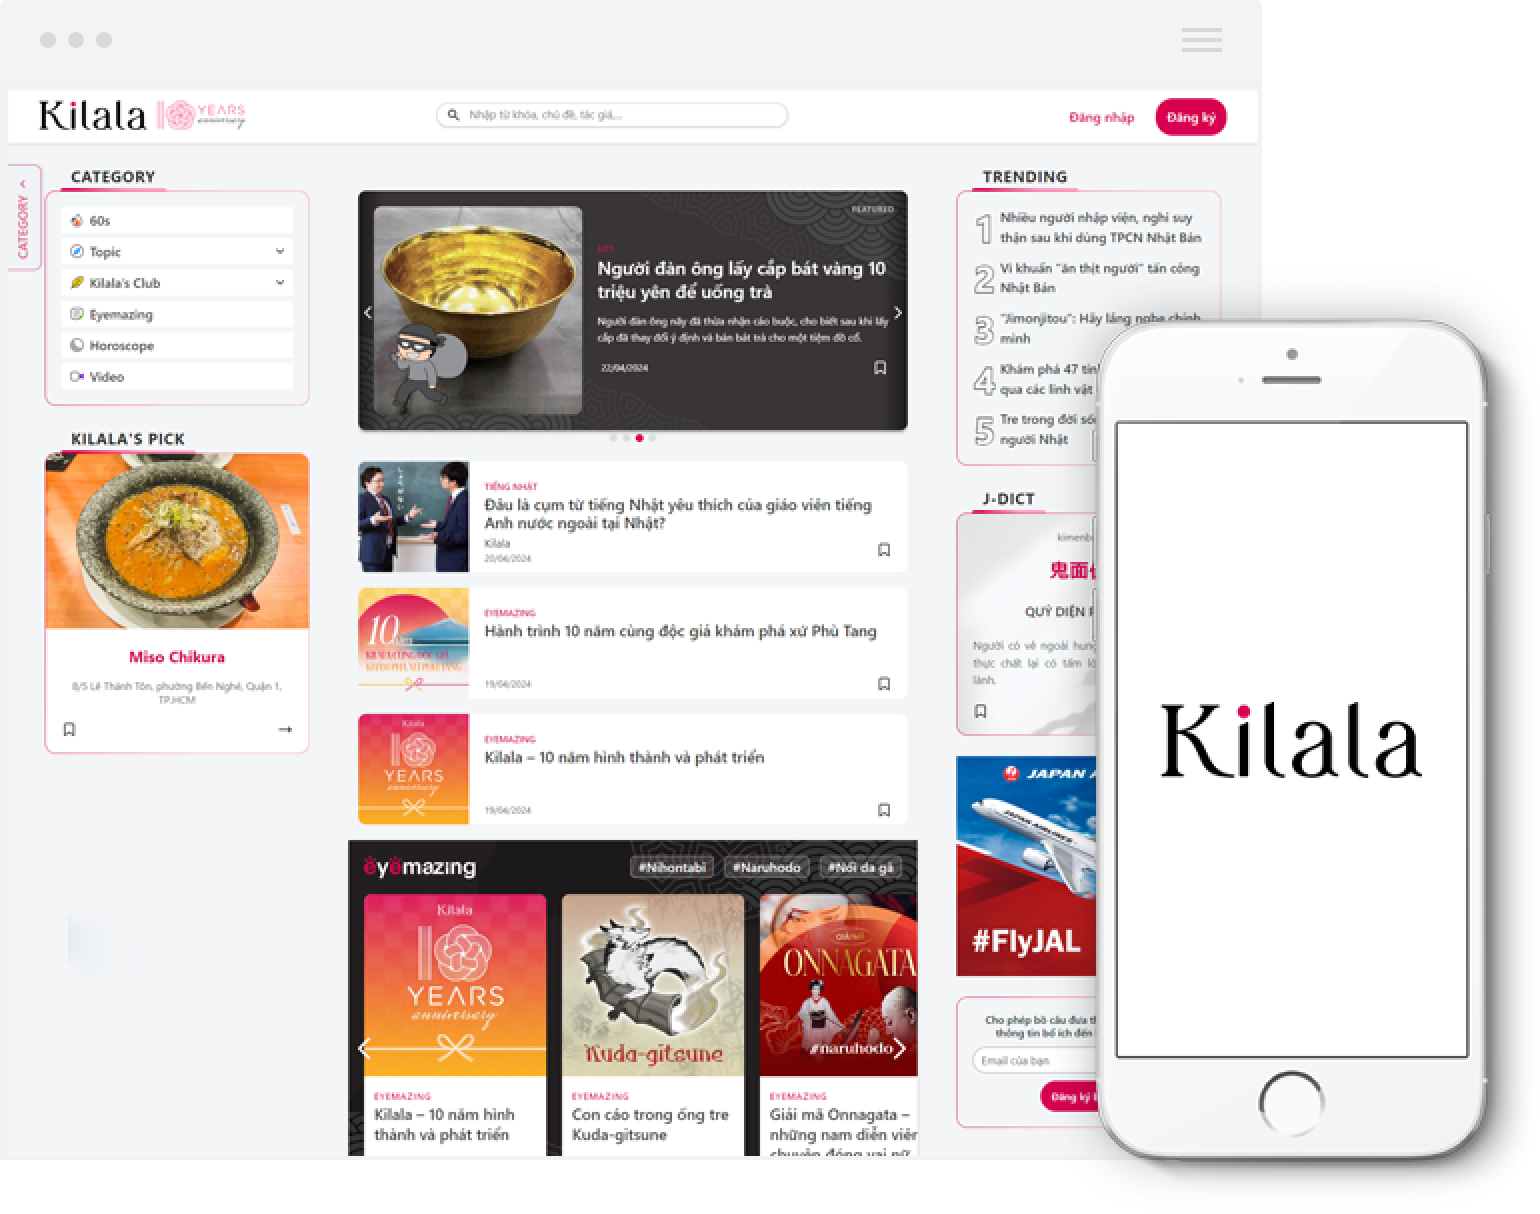 Kilala
YEARS
anniversary
Nhập từ khóa, chủ đề, tác giả,...
Đăng nhập
Đăng ký
CATEGORY
CATEGORY
60s
Topic
Kilala's Club
Eyemazing
Horoscope
Video
KILALA'S PICK
Miso Chikura
8/5 Lê Thánh Tôn, phường Bến Nghé, Quận 1,
TP.HCM
FEATURED
60S
Người đàn ông lấy cắp bát vàng 10
triệu yên để uống trà
Người đàn ông này đã thừa nhận cáo buộc, cho biết sau khi lấy
cắp đã thay đổi ý định và bán bát trà cho một tiệm đồ cổ.
22/04/2024
TIẾNG NHẬT
Đâu là cụm từ tiếng Nhật yêu thích của giáo viên tiếng
Anh nước ngoài tại Nhật?
Kilala
20/04/2024
10
EYEMAZING
Hành trình 10 năm cùng độc giả khám phá xứ Phù Tang
19/04/2024
Kilala
10
YEARS
anniversary
EYEMAZING
Kilala – 10 năm hình thành và phát triển
19/04/2024
eyemazing
#Nihontabi
#Naruhodo
#Nổi da gà
Kilala
10
YEARS
anniversary
EYEMAZING
Kilala – 10 năm hình
thành và phát triển
Kuda-gitsune
EYEMAZING
Con cáo trong ống tre
Kuda-gitsune
GIẢI MÃ
ONNAGATA
#naruhodo
EYEMAZING
Giải mã Onnagata –
những nam diễn viên
chuyên đóng vai nữ
TRENDING
1 Nhiều người nhập viện, nghi suy
thận sau khi dùng TPCN Nhật Bản
2 Vi khuẩn "ăn thịt người" tấn công
Nhật Bản
3 "Jimonjitou": Hãy lắng nghe chính
mình
4 Khám phá 47 tỉn
qua các linh vật
5 Tre trong đời số
người Nhật
J-DICT
kimenb
鬼面
QUỶ DIỆN
Người có vẻ ngoài hung
thực chất lại có tấm lò
lành.
JAPAN A
JAPAN AIRLINES
#FlyJAL
Cho phép bồ câu đưa th
thông tin bổ ích đến
Email của bạn
Đăng ký
Kilala